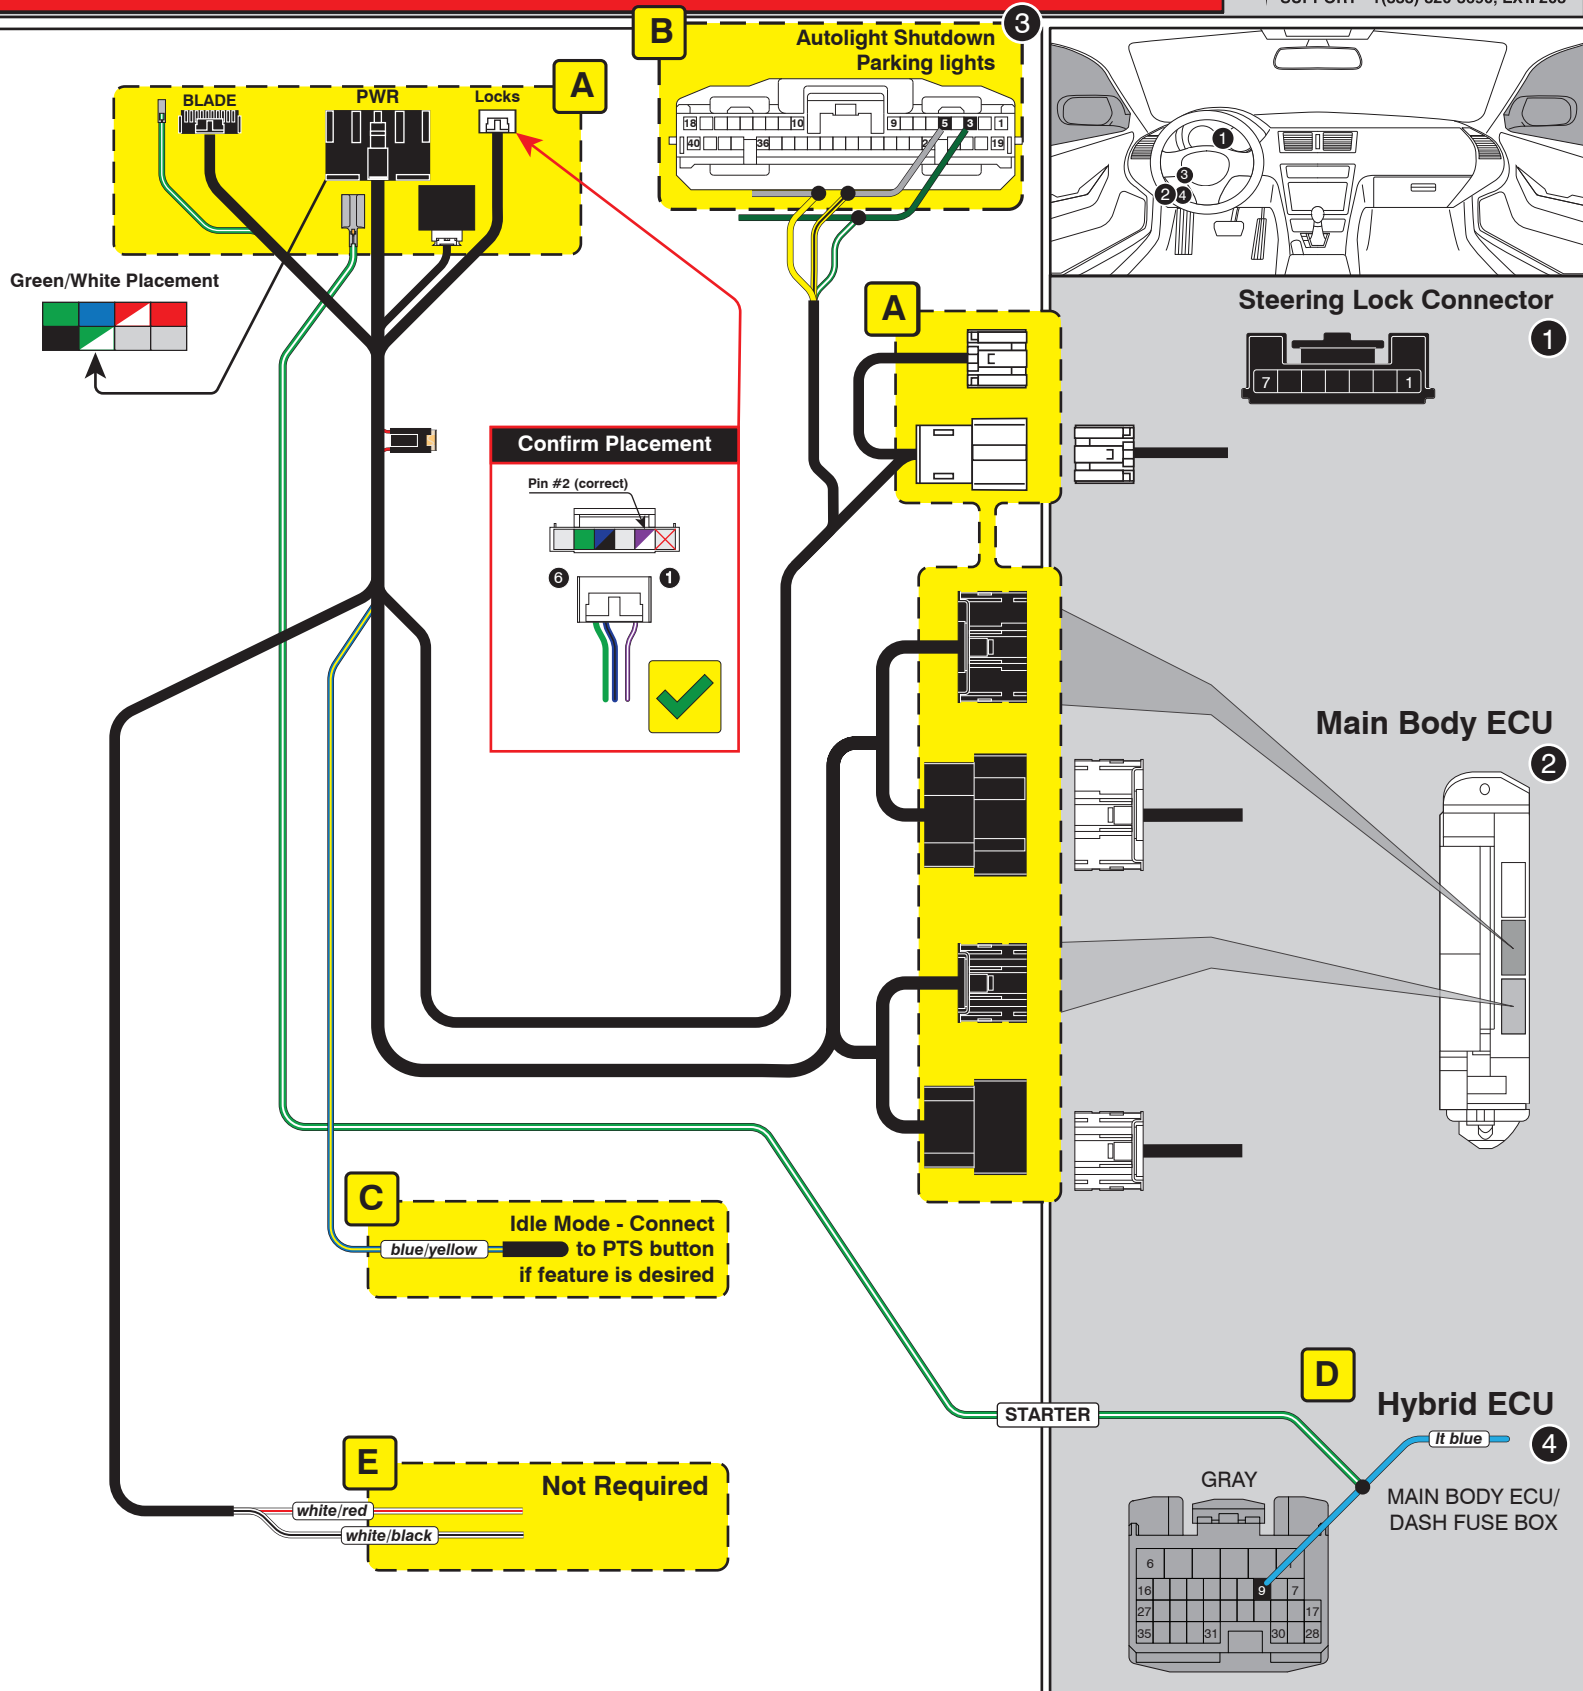 B
Autolight Shutdown
Parking lights
3
18
10
9
5
3
1
40
36
19
A
BLADE
PWR
Locks
1
3
2
4
Green/White Placement
A
Steering Lock Connector
1
7
1
Confirm Placement
Pin #2 (correct)
6
1
Main Body ECU
2
C
Idle Mode - Connect
to PTS button
if feature is desired
blue/yellow
D
STARTER
Hybrid ECU
4
lt blue
GRAY
MAIN BODY ECU/
DASH FUSE BOX
6
16
9
7
27
17
35
31
30
28
E
Not Required
white/red
white/black